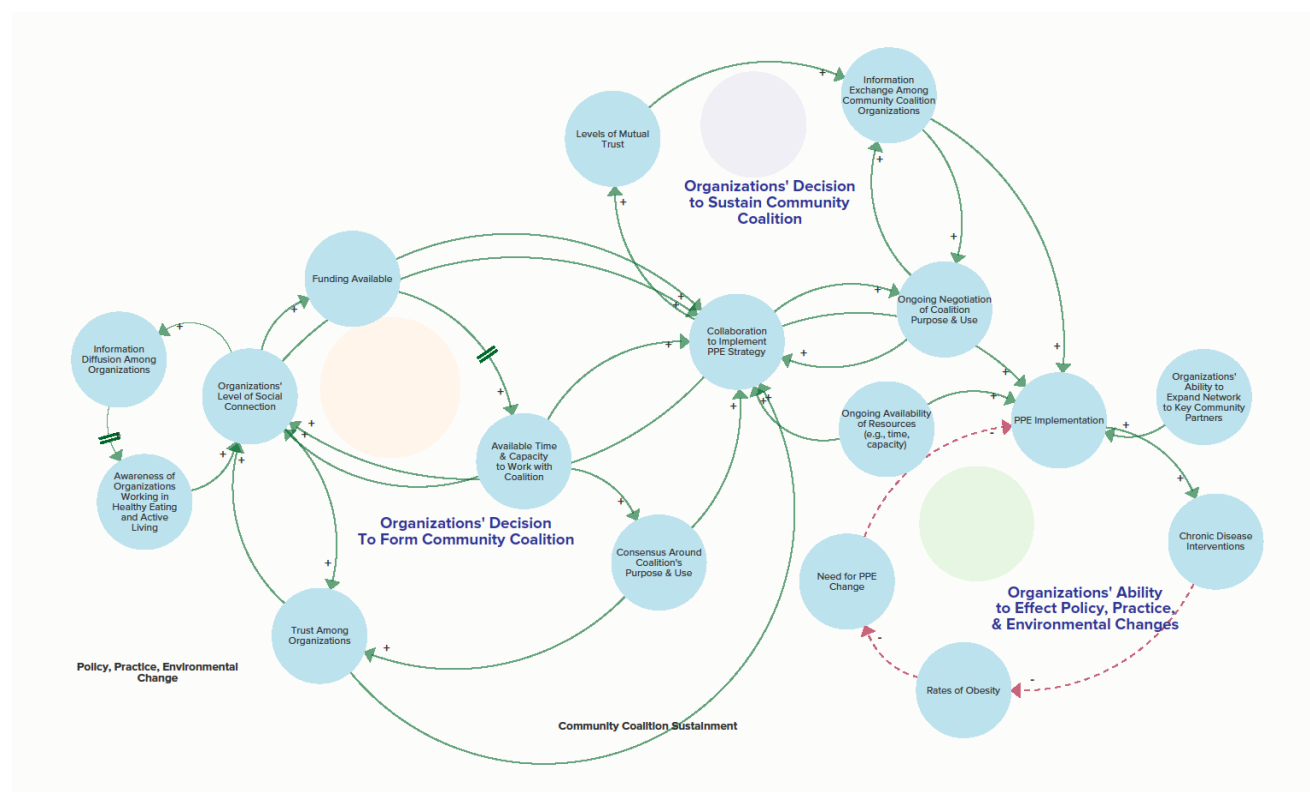 Information
Exchange Among
Community Coalition
Organizations
Levels of Mutual
Trust
Organizations' Decision
to Sustain Community
Coalition
Funding Available
Ongoing Negotiation
of Coalition
Purpose & Use
Collaboration
to Implement
PPE Strategy
Information
Diffusion Among
Organizations
Organizations'
Level of Social
Connection
Organizations'
Ability to
Expand Network
to Key Community
Partners
Ongoing Availability
of Resources
(e.g., time,
capacity)
PPE Implementation
Available Time
& Capacity
to Work with
Coalition
Awareness of
Organizations
Working in
Healthy Eating
and Active
Living
Organizations' Decision
To Form Community Coalition
Consensus Around
Coalition's
Purpose & Use
Chronic Disease
Interventions
Need for PPE
Change
Organizations' Ability
to Effect Policy, Practice,
& Environmental Changes
Trust Among
Organizations
Policy, Practice, Environmental
Change
Rates of Obesity
Community Coalition Sustainment